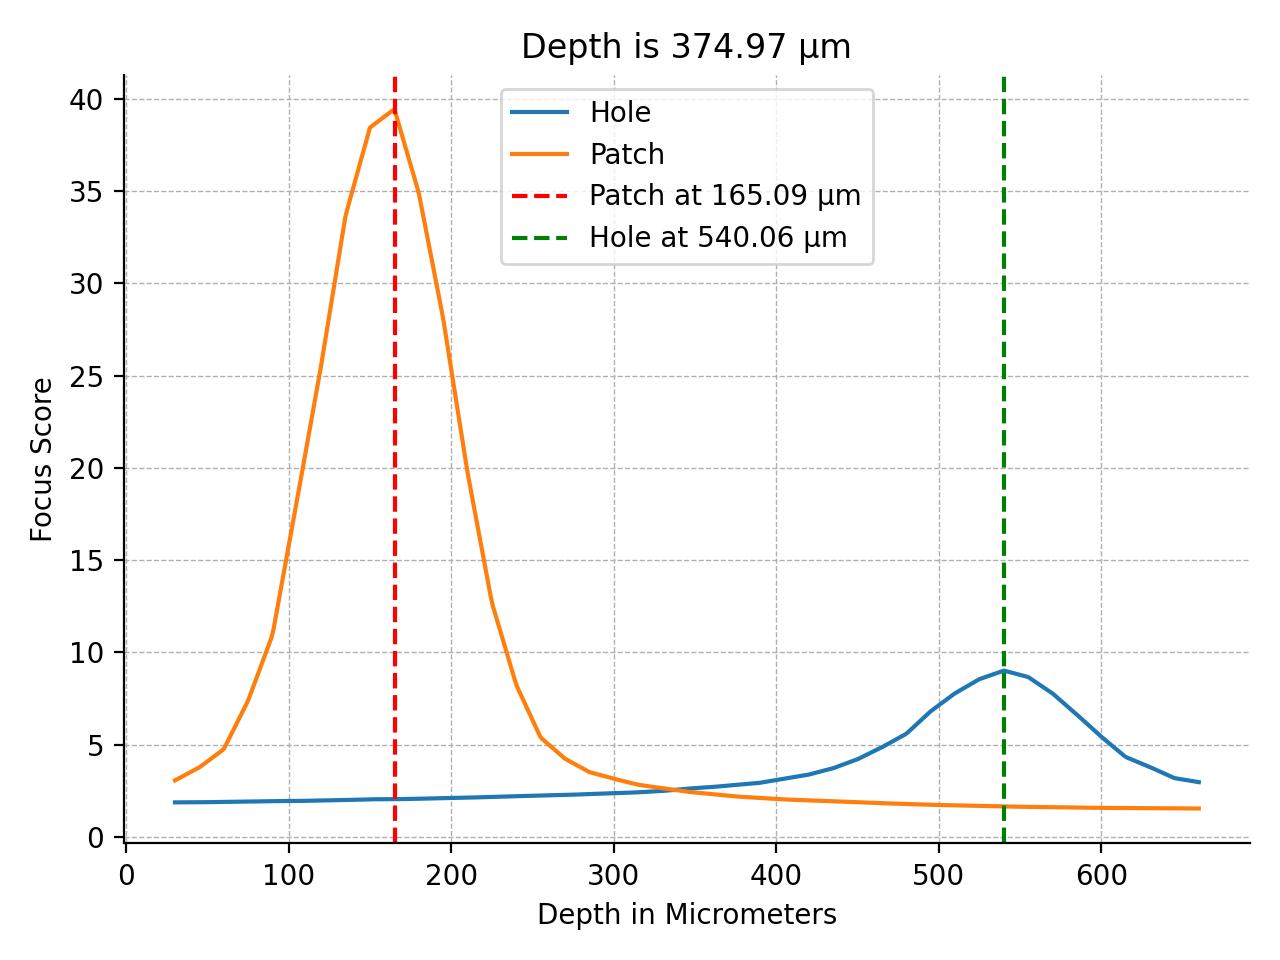 Depth is 374.97 µm
Hole
Patch
Patch at 165.09 µm
Hole at 540.06 µm
Focus Score
40
35
30
25
20
15
10
5
0
0 100 200 300 400 500 600
Depth in Micrometers